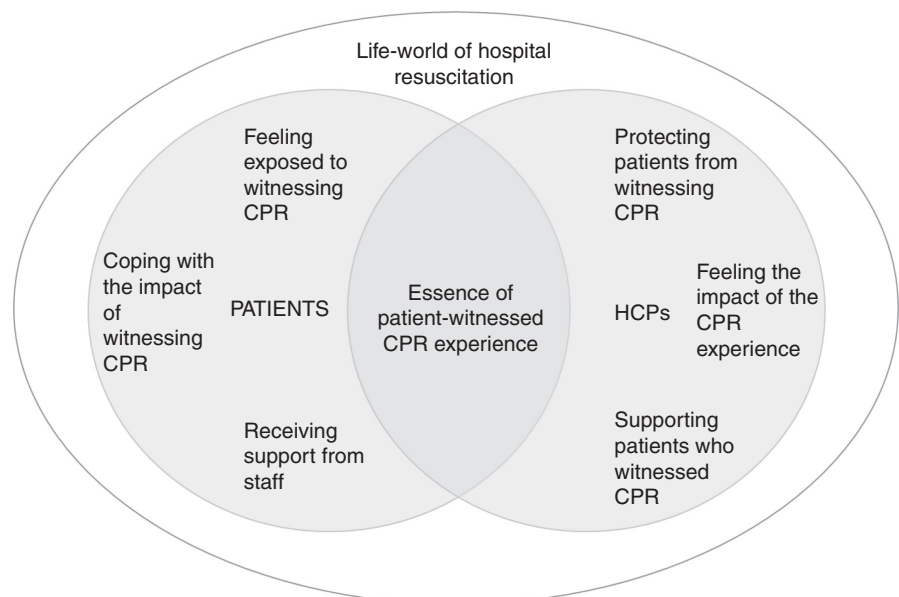 Life-world of hospital
resuscitation
Feeling
exposed to
witnessing
CPR
Coping with
the impact
of
witnessing
CPR
PATIENTS
Receiving
support from
staff
Essence of
patient-witnessed
CPR experience
Protecting
patients from
witnessing
CPR
HCPs
Feeling the
impact of the
CPR
experience
Supporting
patients who
witnessed
CPR